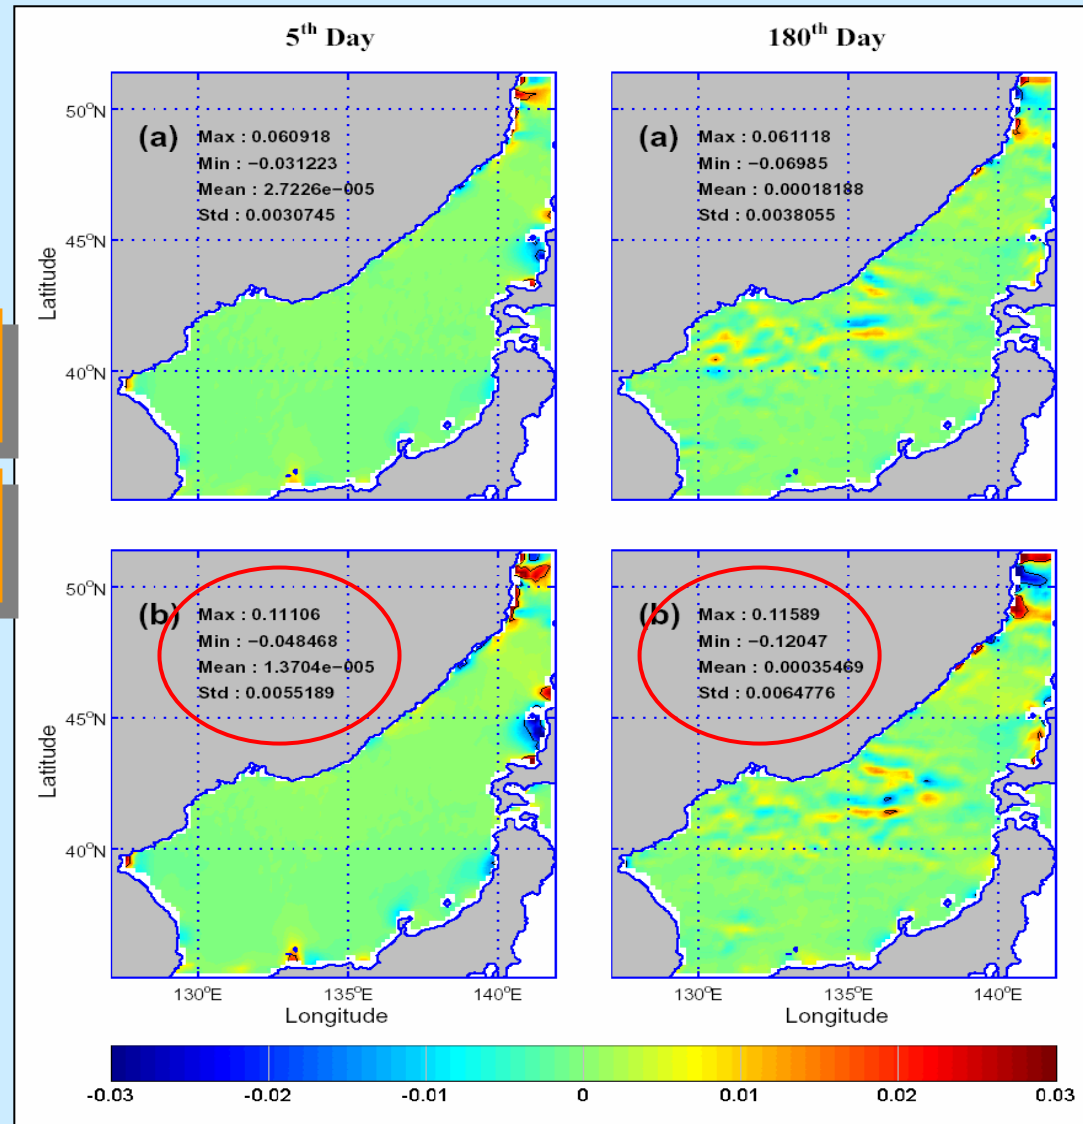 5th Day
180th Day
50°N
45°N
40°N
Latitude
(a)
Max : 0.060918
Min : −0.031223
Mean : 2.7226e−005
Std : 0.0030745
(a)
Max : 0.061118
Min : −0.06985
Mean : 0.00018188
Std : 0.0038055
50°N
45°N
40°N
Latitude
(b)
Max : 0.11106
Min : −0.048468
Mean : 1.3704e−005
Std : 0.0055189
(b)
Max : 0.11589
Min : −0.12047
Mean : 0.00035469
Std : 0.0064776
130°E 135°E 140°E
Longitude
130°E 135°E 140°E
Longitude
-0.03 -0.02 -0.01 0 0.01 0.02 0.03